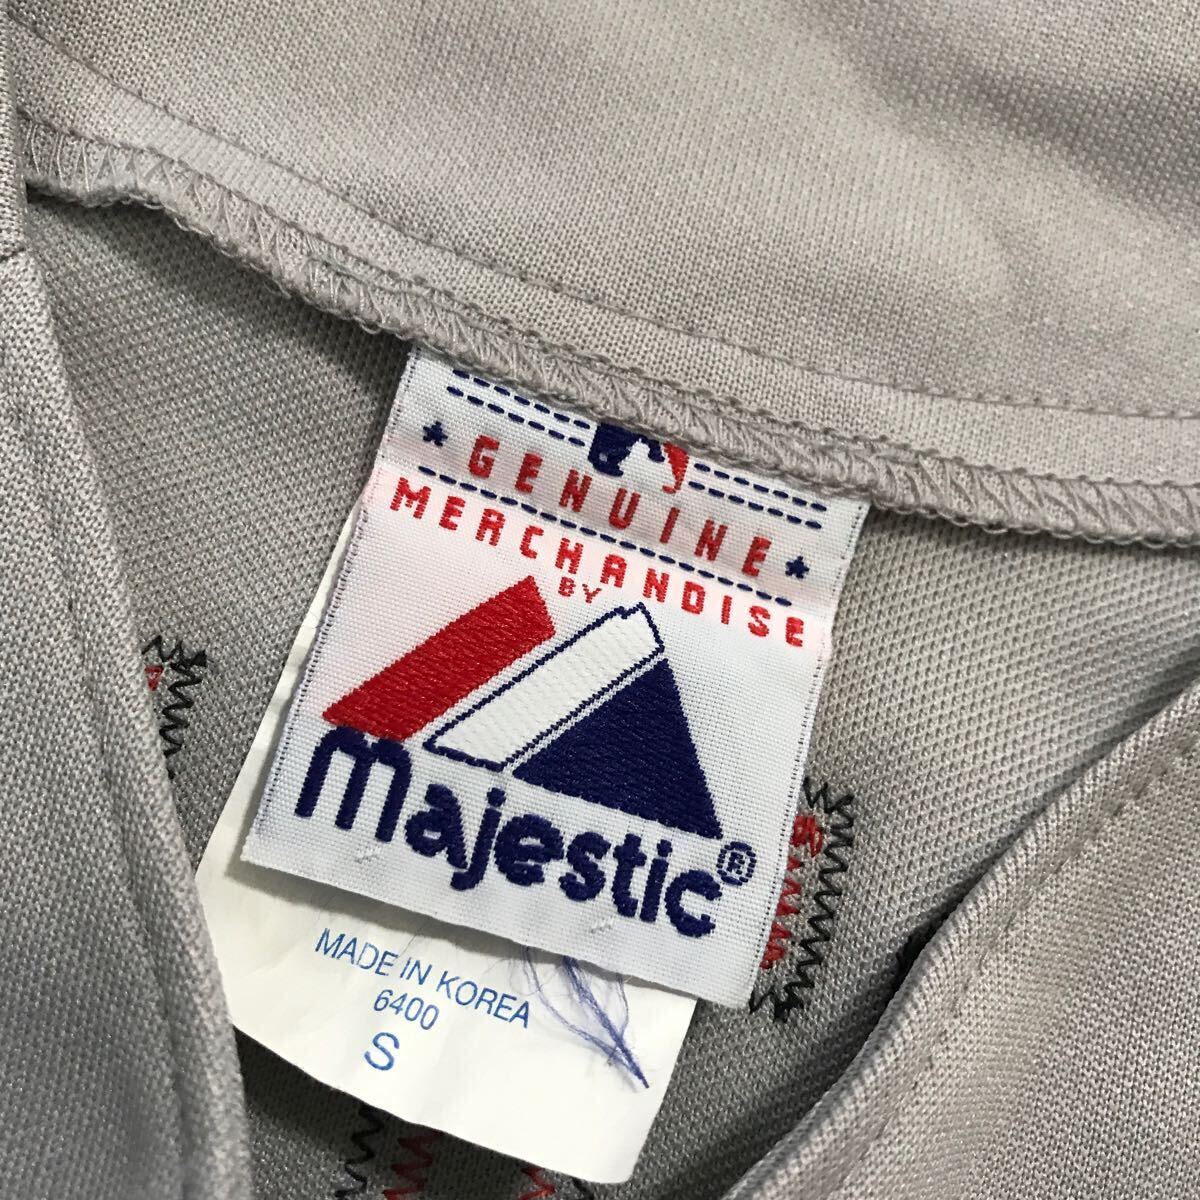 GENUINE
MERCHANDISE
BY
majestic®
MADE IN KOREA
6400
S